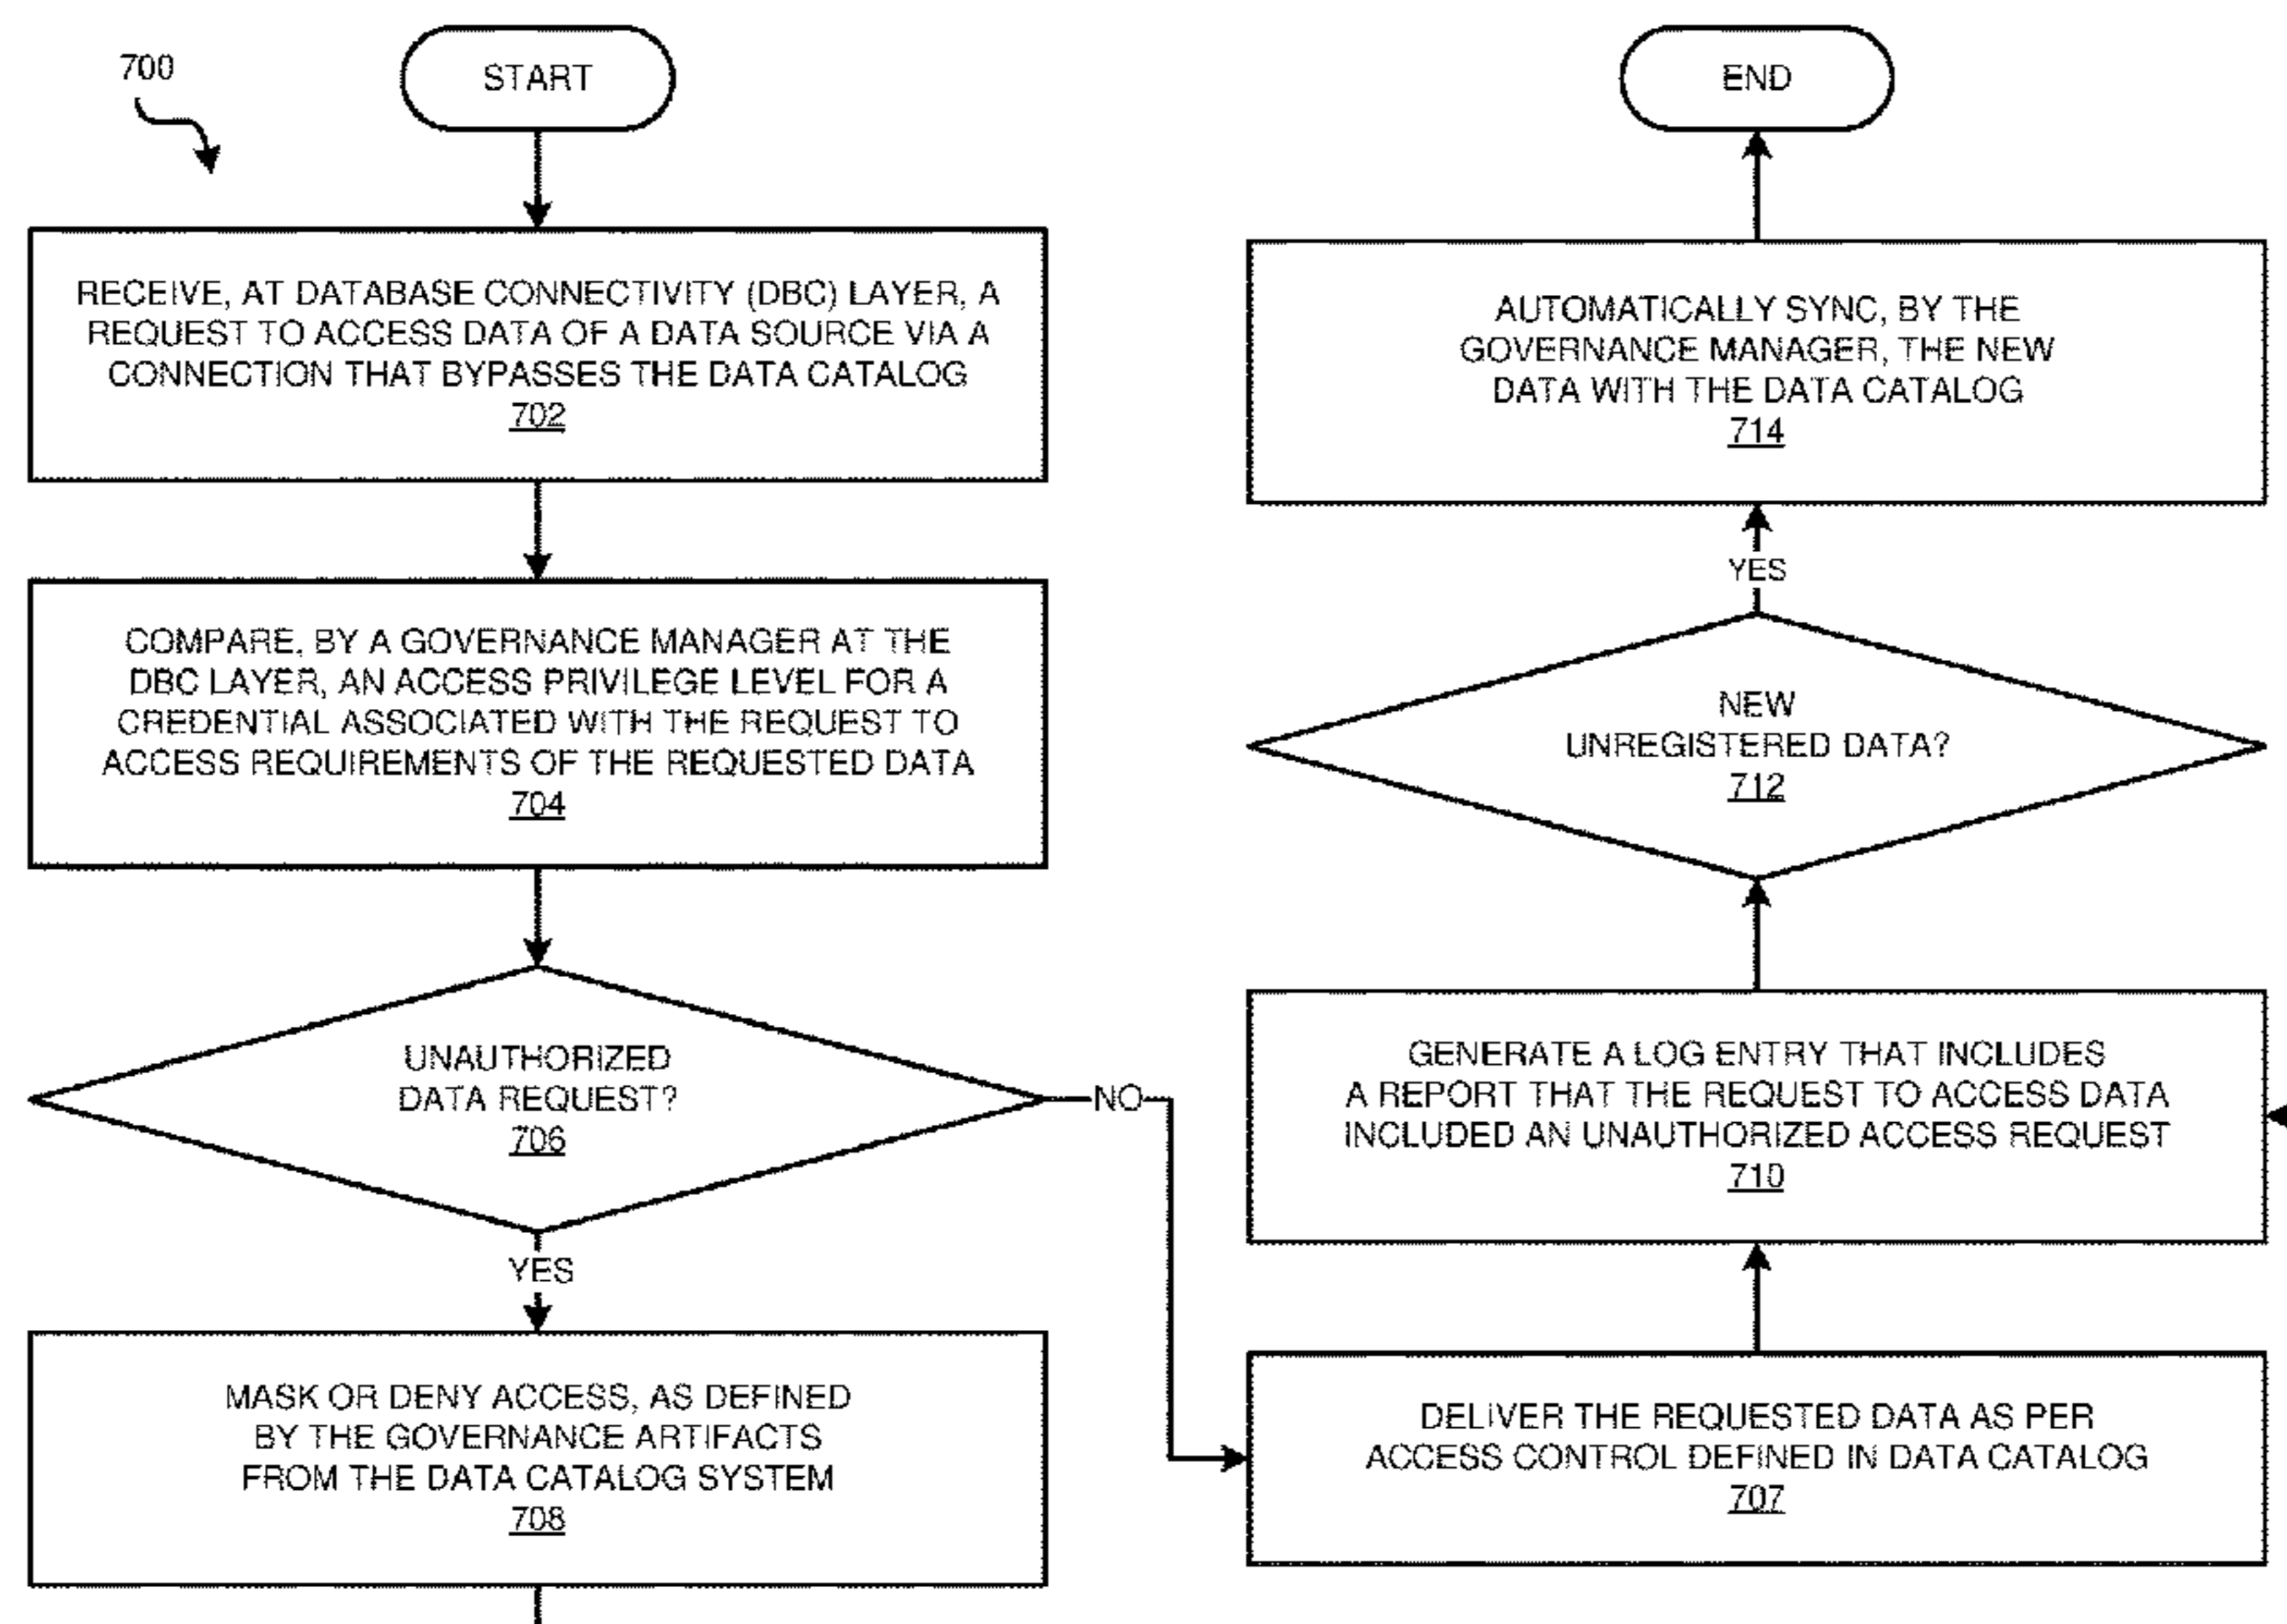 700
START
RECEIVE, AT DATABASE CONNECTIVITY (DBC) LAYER, A
REQUEST TO ACCESS DATA OF A DATA SOURCE VIA A
CONNECTION THAT BYPASSES THE DATA CATALOG
702
COMPARE, BY A GOVERNANCE MANAGER AT THE
DBC LAYER, AN ACCESS PRIVILEGE LEVEL FOR A
CREDENTIAL ASSOCIATED WITH THE REQUEST TO
ACCESS REQUIREMENTS OF THE REQUESTED DATA
704
UNAUTHORIZED
DATA REQUEST?
706
NO
YES
MASK OR DENY ACCESS, AS DEFINED
BY THE GOVERNANCE ARTIFACTS
FROM THE DATA CATALOG SYSTEM
708
DELIVER THE REQUESTED DATA AS PER
ACCESS CONTROL DEFINED IN DATA CATALOG
707
GENERATE A LOG ENTRY THAT INCLUDES
A REPORT THAT THE REQUEST TO ACCESS DATA
INCLUDED AN UNAUTHORIZED ACCESS REQUEST
710
NEW
UNREGISTERED DATA?
712
YES
AUTOMATICALLY SYNC, BY THE
GOVERNANCE MANAGER, THE NEW
DATA WITH THE DATA CATALOG
714
END